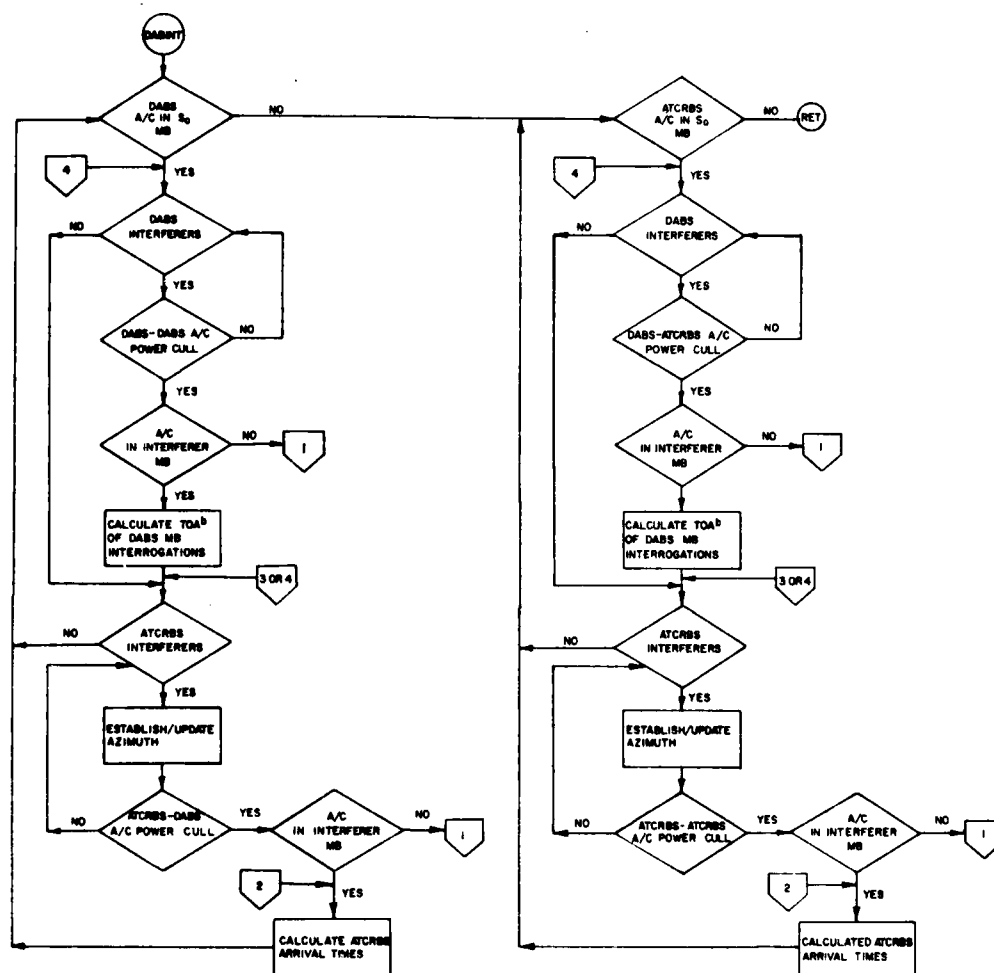 DABINT
DABS
A/C IN So
MB
NO
YES
4
DABS
INTERFERERS
NO
YES
DABS-DABS A/C
POWER CULL
NO
YES
A/C
IN INTERFERER
MB
NO
1
YES
CALCULATE TOAb
OF DABS MB
INTERROGATIONS
3 OR 4
ATCRBS
INTERFERERS
NO
YES
ESTABLISH/UPDATE
AZIMUTH
ATCRBS-DABS
A/C POWER CULL
NO
YES
A/C
IN INTERFERER
MB
NO
1
2
YES
CALCULATE ATCRBS
ARRIVAL TIMES
ATCRBS
A/C IN So
MB
NO
RET
YES
4
DABS
INTERFERERS
NO
YES
DABS-ATCRBS A/C
POWER CULL
NO
YES
A/C
IN INTERFERER
MB
NO
1
YES
CALCULATE TOAb
OF DABS MB
INTERROGATIONS
3 OR 4
ATCRBS
INTERFERERS
NO
YES
ESTABLISH/UPDATE
AZIMUTH
ATCRBS-ATCRBS
A/C POWER CULL
NO
YES
A/C
IN INTERFERER
MB
NO
1
2
YES
CALCULATED ATCRBS
ARRIVAL TIMES